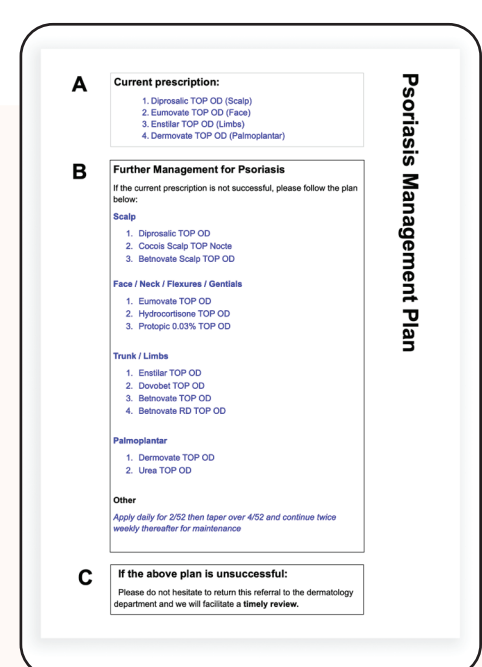 Psoriasis Management Plan
A
Current prescription:
1. Diprosalic TOP OD (Scalp)
2. Eumovate TOP OD (Face)
3. Enstilar TOP OD (Limbs)
4. Dermovate TOP OD (Palmoplantar)
B
Further Management for Psoriasis
If the current prescription is not successful, please follow the plan
below:
Scalp
1. Diprosalic TOP OD
2. Cocois Scalp TOP Nocte
3. Betnovate Scalp TOP OD
Face / Neck / Flexures / Gentials
1. Eumovate TOP OD
2. Hydrocortisone TOP OD
3. Protopic 0.03% TOP OD
Trunk / Limbs
1. Enstilar TOP OD
2. Dovobet TOP OD
3. Betnovate TOP OD
4. Betnovate RD TOP OD
Palmoplantar
1. Dermovate TOP OD
2. Urea TOP OD
Other
Apply daily for 2/52 then taper over 4/52 and continue twice
weekly thereafter for maintenance
C
If the above plan is unsuccessful:
Please do not hesitate to return this referral to the dermatology
department and we will facilitate a timely review.